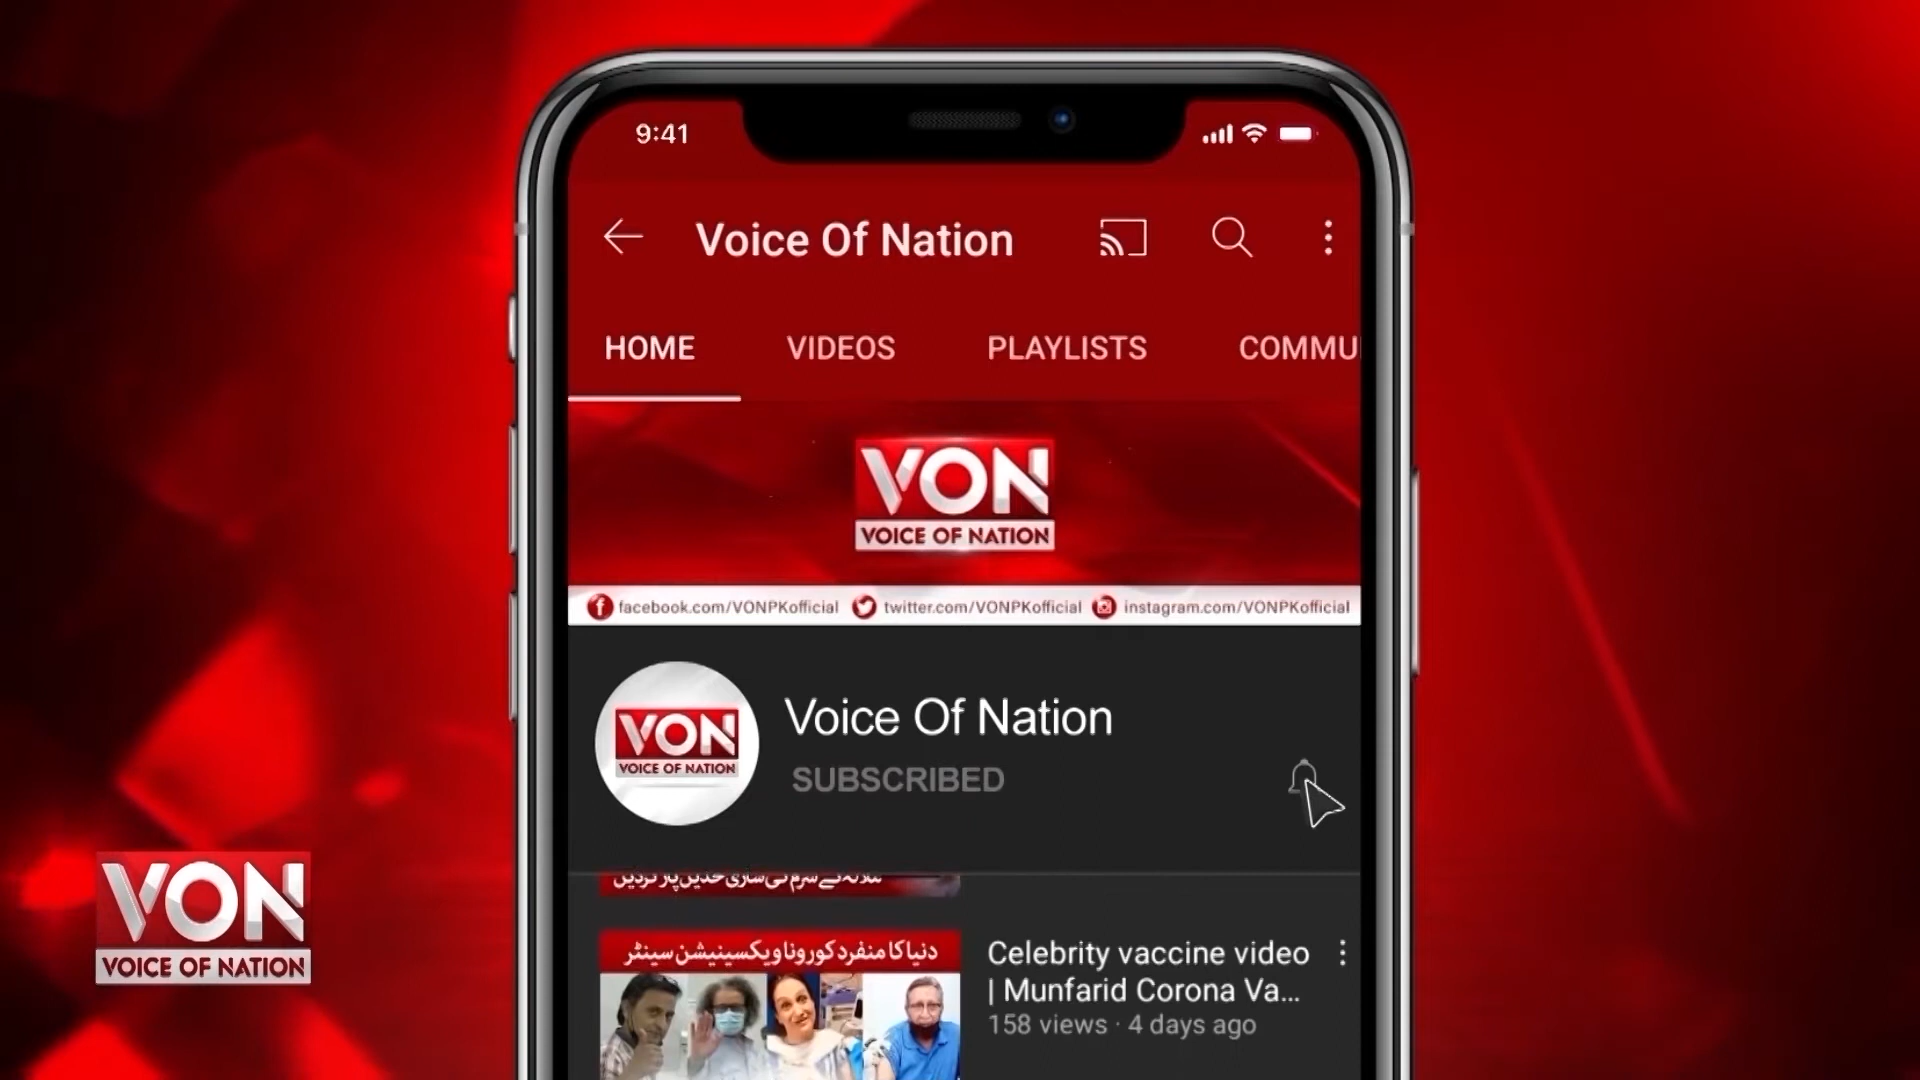 9:41
Voice Of Nation
HOME
VIDEOS
PLAYLISTS
COMMU
VON
VOICE OF NATION
facebook.com/VONPKofficial
twitter.com/VONPKofficial
instagram.com/VONPKofficial
VON
VOICE OF NATION
Voice Of Nation
SUBSCRIBED
دنیا کا منفرد کورونا ویکسینیشن سینٹر
Celebrity vaccine video
| Munfarid Corona Va...
158 views · 4 days ago
VON
VOICE OF NATION